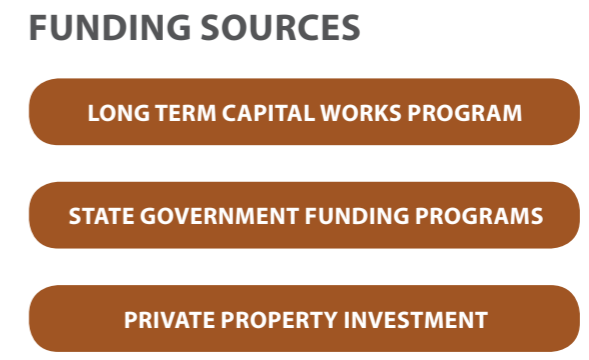 FUNDING SOURCES
LONG TERM CAPITAL WORKS PROGRAM
STATE GOVERNMENT FUNDING PROGRAMS
PRIVATE PROPERTY INVESTMENT